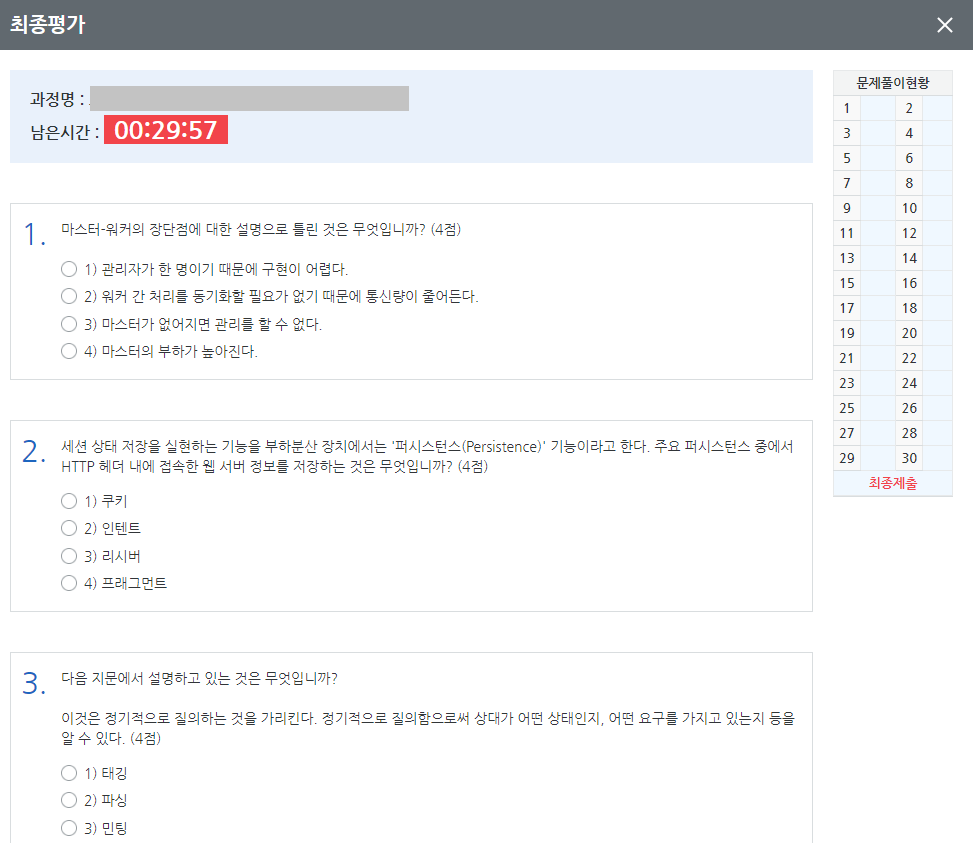 최종평가
과정명 :
남은시간 : 00:29:57
문제풀이현황
1 2
3 4
5 6
7 8
9 10
11 12
13 14
15 16
17 18
19 20
21 22
23 24
25 26
27 28
29 30
최종제출
1. 마스터-워커의 장단점에 대한 설명으로 틀린 것은 무엇입니까? (4점)
1) 관리자가 한 명이기 때문에 구현이 어렵다.
2) 워커 간 처리를 동기화할 필요가 없기 때문에 통신량이 줄어든다.
3) 마스터가 없어지면 관리를 할 수 없다.
4) 마스터의 부하가 높아진다.
2. 세션 상태 저장을 실현하는 기능을 부하분산 장치에서는 '퍼시스턴스(Persistence)' 기능이라고 한다. 주요 퍼시스턴스 중에서
HTTP 헤더 내에 접속한 웹 서버 정보를 저장하는 것은 무엇입니까? (4점)
1) 쿠키
2) 인텐트
3) 리시버
4) 프래그먼트
3. 다음 지문에서 설명하고 있는 것은 무엇입니까?
이것은 정기적으로 질의하는 것을 가리킨다. 정기적으로 질의함으로써 상대가 어떤 상태인지, 어떤 요구를 가지고 있는지 등을
알 수 있다. (4점)
1) 태깅
2) 파싱
3) 민팅